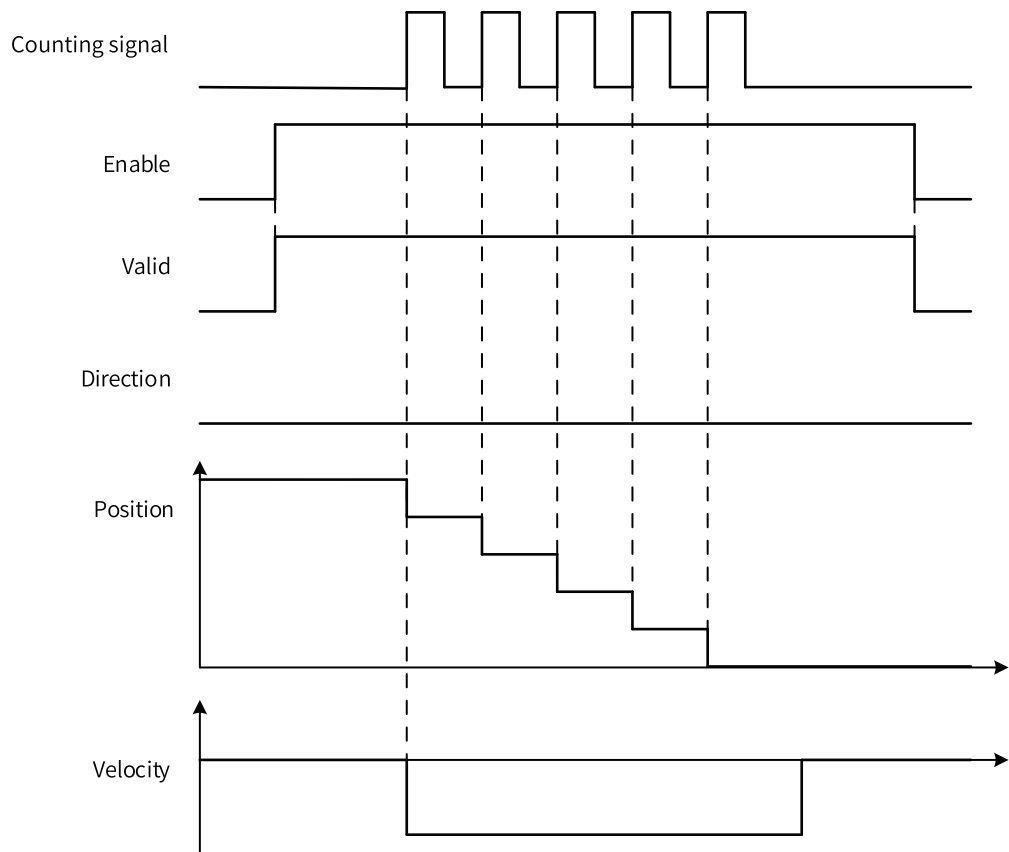 Counting signal
Enable
Valid
Direction
Position
Velocity